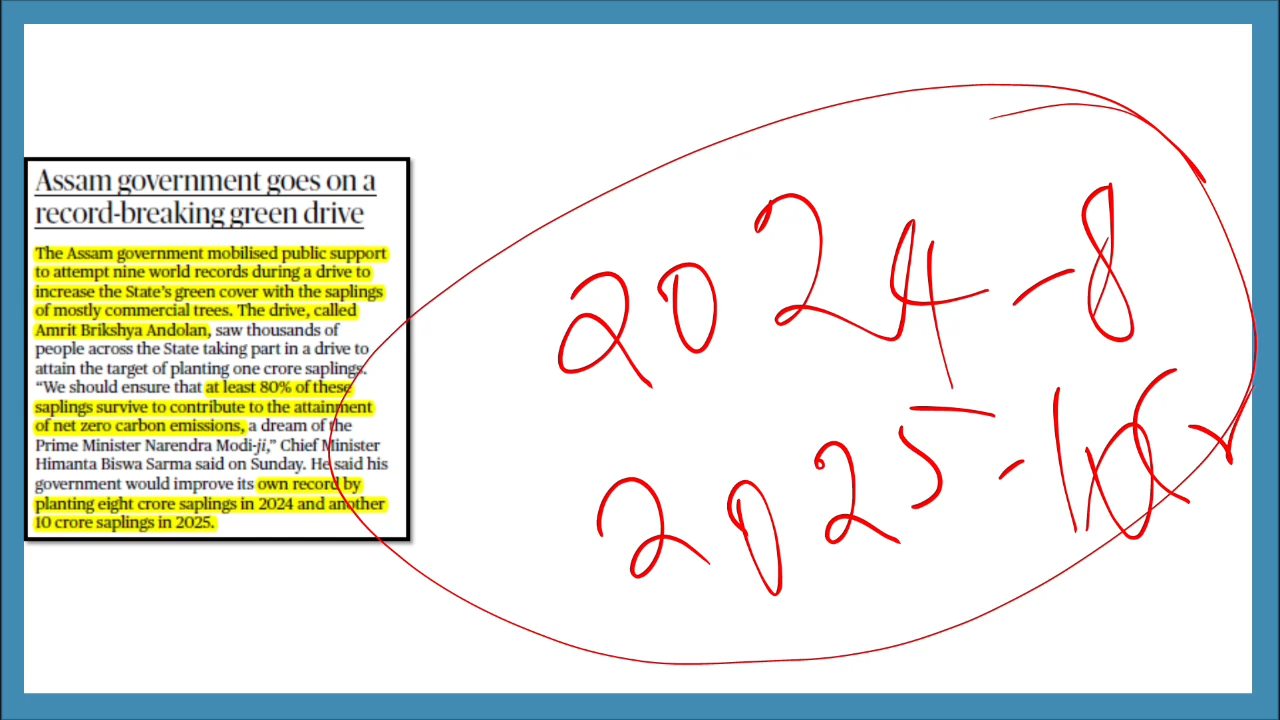 Assam government goes on a
record-breaking green drive
The Assam government mobilised public support
to attempt nine world records during a drive to
increase the State's green cover with the saplings
of mostly commercial trees. The drive, called
Amrit Brikshya Andolan, saw thousands of
people across the State taking part in a drive to
attain the target of planting one crore saplings.
“We should ensure that at least 80% of these
saplings survive to contribute to the attainment
of net zero carbon emissions, a dream of the
Prime Minister Narendra Modi-ji,” Chief Minister
Himanta Biswa Sarma said on Sunday. He said his
government would improve its own record by
planting eight crore saplings in 2024 and another
10 crore saplings in 2025.
2024 - 8
2025 - 10